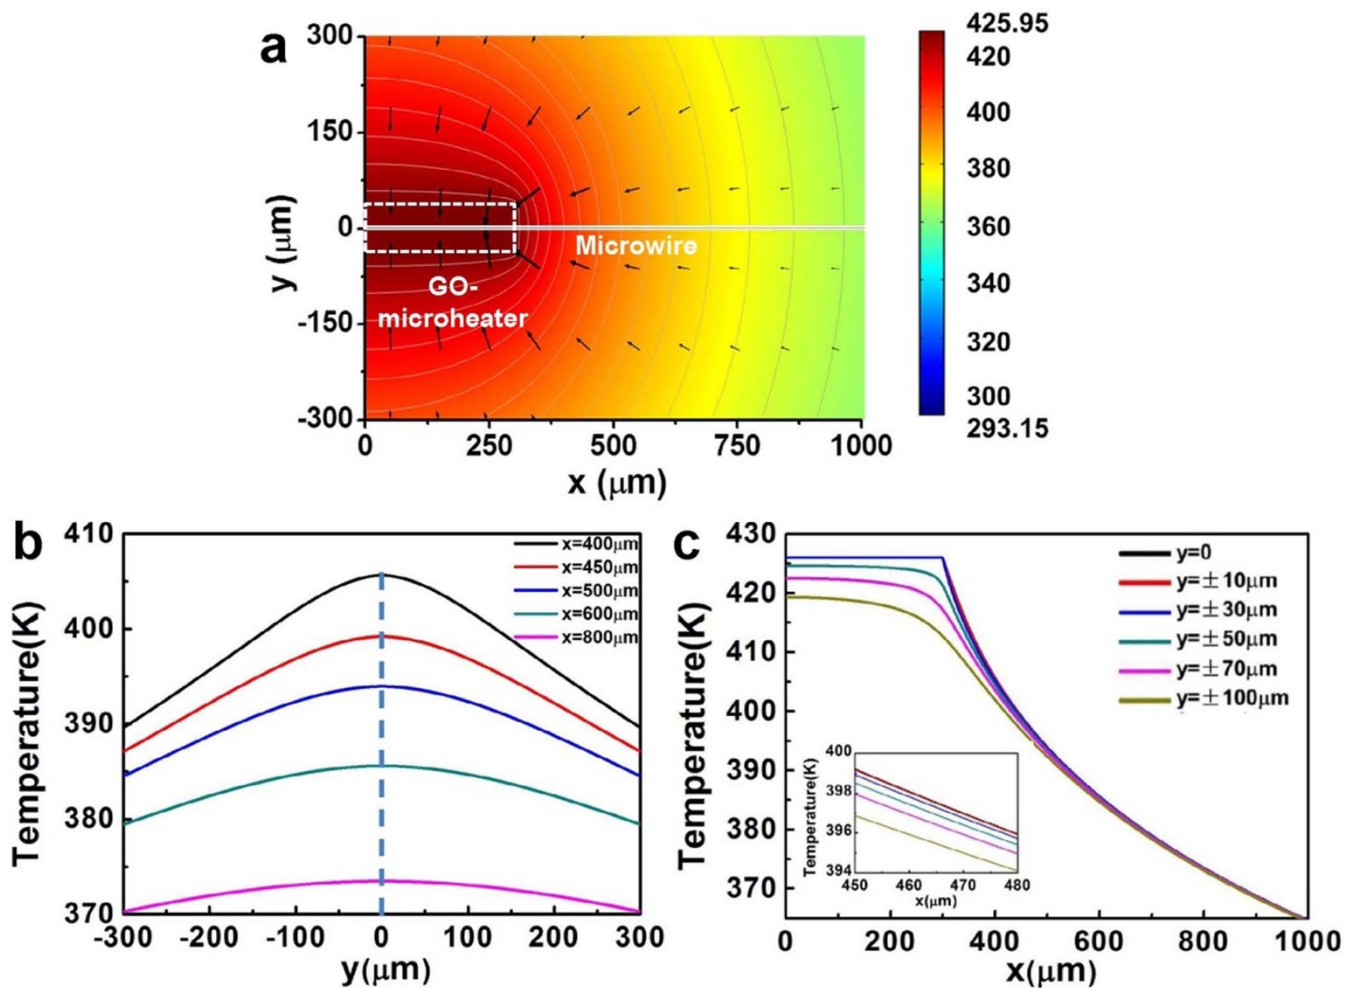 a
300
150
0
-150
-300
y (μm)
0
250
500
750
1000
x (μm)
Microwire
GO-
microheater
425.95
420
400
380
360
340
320
300
293.15
b
410
400
390
380
370
Temperature(K)
-300
-200
-100
0
100
200
300
y(μm)
x=400μm
x=450μm
x=500μm
x=600μm
x=800μm
c
430
420
410
400
390
380
370
Temperature(K)
0
200
400
600
800
1000
x(μm)
y=0
y=±10μm
y=±30μm
y=±50μm
y=±70μm
y=±100μm
400
398
396
394
Temperature(K)
450
460
470
480
x(μm)